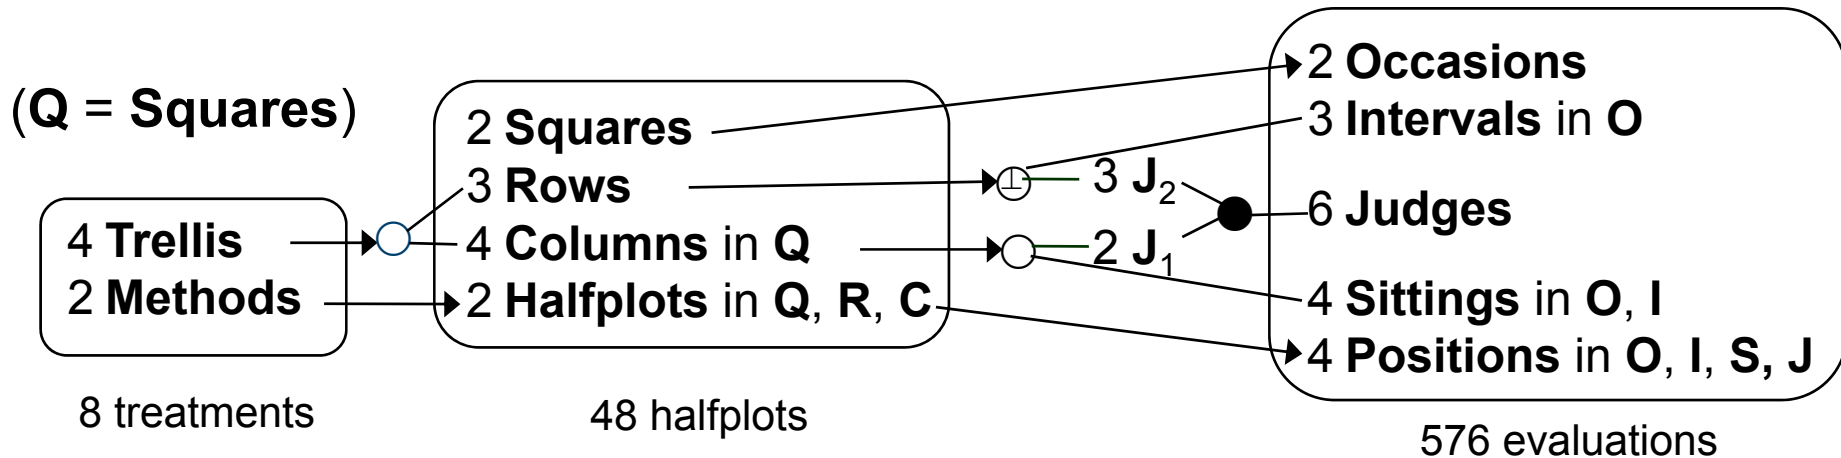 (Q = Squares)
4 Trellis
2 Methods
8 treatments
2 Squares
3 Rows
4 Columns in Q
2 Halfplots in Q, R, C
48 halfplots
⊥
3 J₂
2 J₁
2 Occasions
3 Intervals in O
6 Judges
4 Sittings in O, I
4 Positions in O, I, S, J
576 evaluations